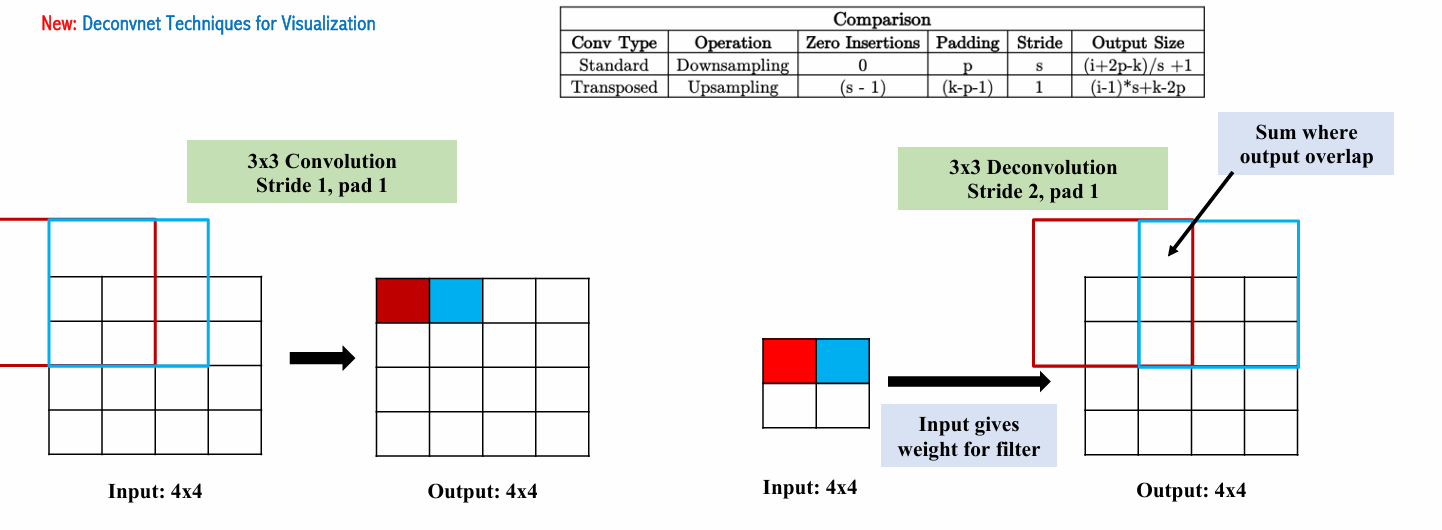 New: Deconvnet Techniques for Visualization
Comparison
Conv Type Operation Zero Insertions Padding Stride Output Size
Standard Downsampling 0 p s (i+2p-k)/s +1
Transposed Upsampling (s - 1) (k-p-1) 1 (i-1)*s+k-2p
3x3 Convolution
Stride 1, pad 1
3x3 Deconvolution
Stride 2, pad 1
Sum where
output overlap
Input gives
weight for filter
Input: 4x4
Output: 4x4
Input: 4x4
Output: 4x4